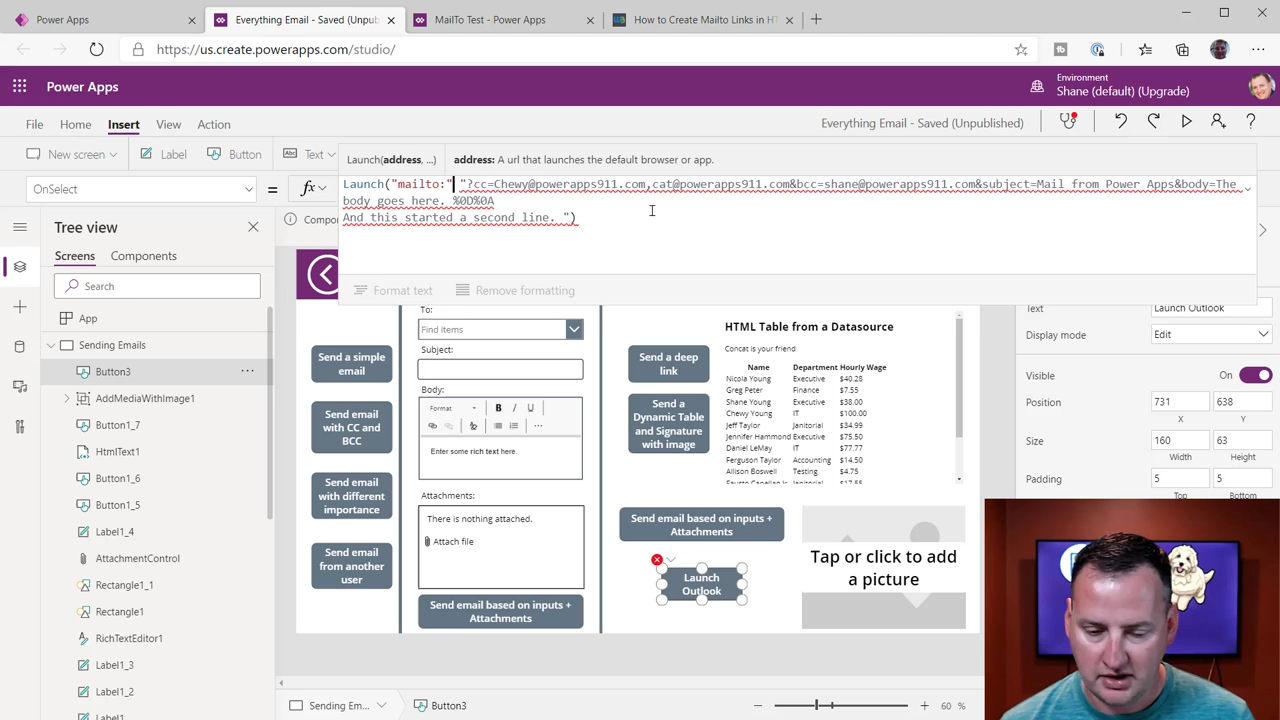 Power Apps
Everything Email - Saved (Unpubl
MailTo Test - Power Apps
How to Create Mailto Links in HT
https://us.create.powerapps.com/studio/
Power Apps
Environment
Shane (default) (Upgrade)
File
Home
Insert
View
Action
Everything Email - Saved (Unpublished)
New screen
Label
Button
Text
Launch(address, ...)
address: A url that launches the default browser or app.
OnSelect
=
fx
Launch("mailto:" "?cc=Chewy@powerapps911.com,cat@powerapps911.com&bcc=shane@powerapps911.com&subject=Mail from Power Apps&body=The
body goes here. %0D%0A
And this started a second line. ")
Format text
Remove formatting
Tree view
Screens
Components
Search
App
Sending Emails
Button3
AddMediaWithImage1
Button1_7
HtmlText1
Button1_6
Button1_5
Label1_4
AttachmentControl
Rectangle1_1
Rectangle1
RichTextEditor1
Label1_3
Label1_2
Label1
Send a simple
email
Send email
with CC and
BCC
Send email
with different
importance
Send email
from another
user
To:
Find items
Subject:
Body:
Format
B
I
U
Enter some rich text here.
Attachments:
There is nothing attached.
Attach file
Send email based on inputs +
Attachments
Send a deep
link
Send a
Dynamic Table
and Signature
with image
HTML Table from a Datasource
Concat is your friend
Name Department Hourly Wage
Nicola Young Executive $40.28
Greg Peter Finance $7.55
Shane Young Executive $38.00
Chewy Young IT $100.00
Jeff Taylor Janitorial $34.99
Jennifer Hammond Executive $75.50
Daniel LeMay IT $77.77
Ferguson Taylor Accounting $14.50
Allison Boswell Testing $4.75
Send email based on inputs +
Attachments
Launch
Outlook
Tap or click to add
a picture
Text
Launch Outlook
Display mode
Edit
Visible
On
Position
731
638
X
Y
Size
160
63
Width
Height
Padding
5
5
Top
Bottom
Sending Em...
Button3
60 %